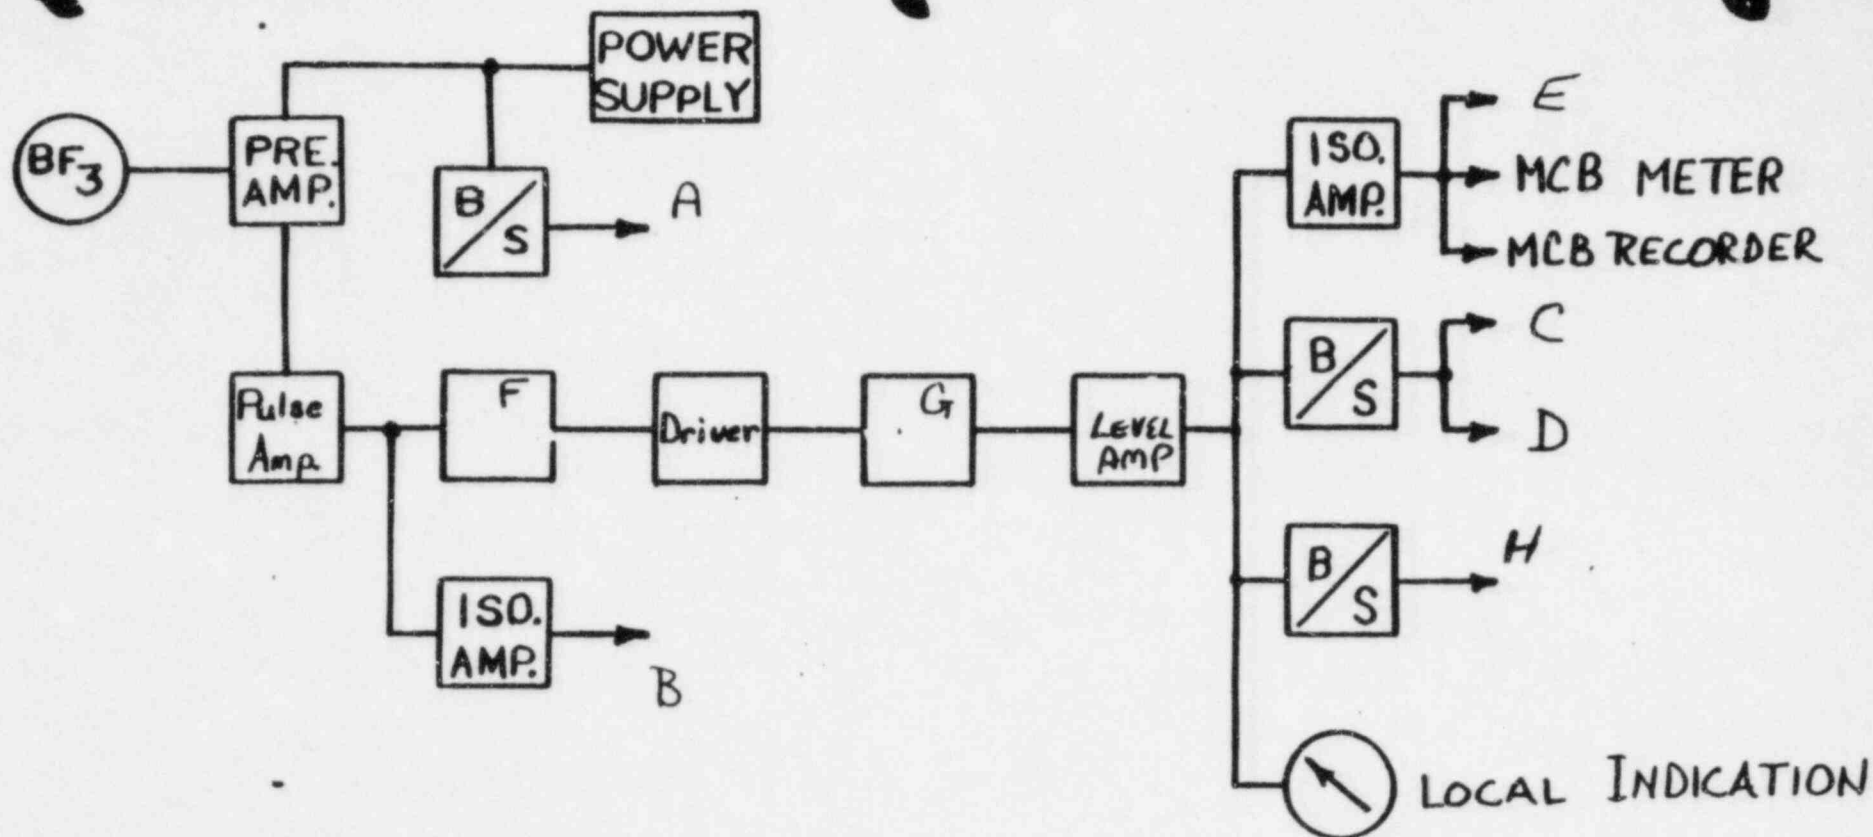 POWER
SUPPLY
BF3
PRE.
AMP.
B/S
A
ISO.
AMP.
E
MCB METER
MCB RECORDER
B/S
C
D
Pulse
Amp.
F
Driver
G
LEVEL
AMP
B/S
H
ISO.
AMP.
B
LOCAL INDICATION